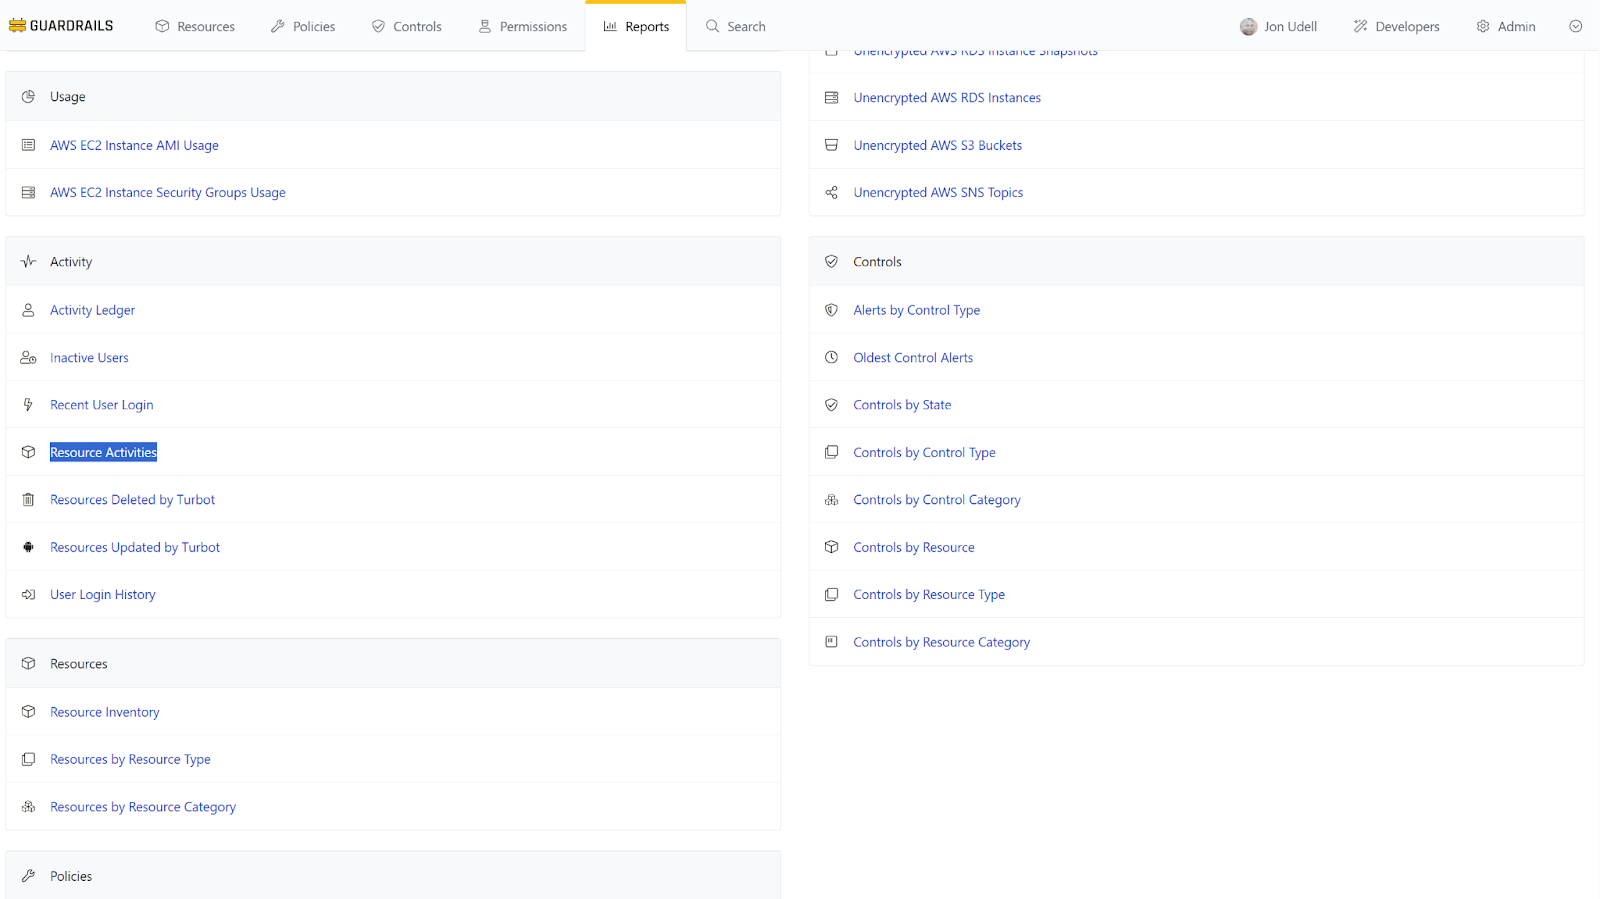 GUARDRAILS
Resources
Policies
Controls
Permissions
Reports
Search
Jon Udell
Developers
Admin
Usage
AWS EC2 Instance AMI Usage
AWS EC2 Instance Security Groups Usage
Activity
Activity Ledger
Inactive Users
Recent User Login
Resource Activities
Resources Deleted by Turbot
Resources Updated by Turbot
User Login History
Resources
Resource Inventory
Resources by Resource Type
Resources by Resource Category
Policies
Unencrypted AWS RDS Instance Snapshots
Unencrypted AWS RDS Instances
Unencrypted AWS S3 Buckets
Unencrypted AWS SNS Topics
Controls
Alerts by Control Type
Oldest Control Alerts
Controls by State
Controls by Control Type
Controls by Control Category
Controls by Resource
Controls by Resource Type
Controls by Resource Category